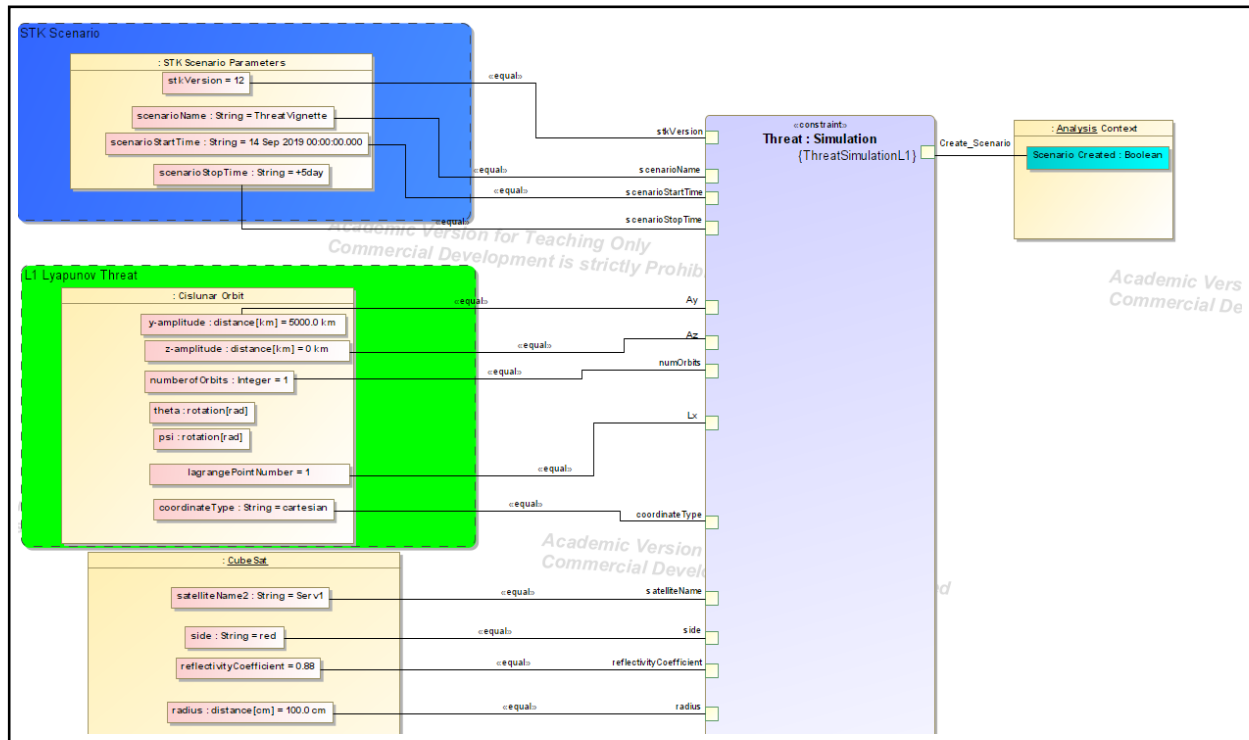 STK Scenario
: STK Scenario Parameters
stkVersion = 12
«equal»
stkVersion
scenarioName : String = ThreatVignette
scenarioStartTime : String = 14 Sep 2019 00:00:00.000
scenarioStopTime : String = +5day
«equal»
scenarioName
«equal»
scenarioStartTime
«equal»
scenarioStopTime
«constraint»
Threat : Simulation
{ThreatSimulationL1}
Create_Scenario
: Analysis Context
Scenario Created : Boolean
Academic Version for Teaching Only
Commercial Development is strictly Prohib
Academic Vers
Commercial De
L1 Lyapunov Threat
: Cislunar Orbit
y-amplitude : distance[km] = 5000.0 km
«equal»
Ay
z-amplitude : distance[km] = 0 km
«equal»
Az
numberofOrbits : Integer = 1
«equal»
numOrbits
theta : rotation[rad]
psi : rotation[rad]
Lx
lagrangePointNumber = 1
«equal»
coordinateType : String = cartesian
«equal»
coordinateType
Academic Version
Commercial Devel
: CubeSat
satelliteName2 : String = Serv1
«equal»
satelliteName
side : String = red
«equal»
side
reflectivityCoefficient = 0.88
«equal»
reflectivityCoefficient
radius : distance[cm] = 100.0 cm
«equal»
radius